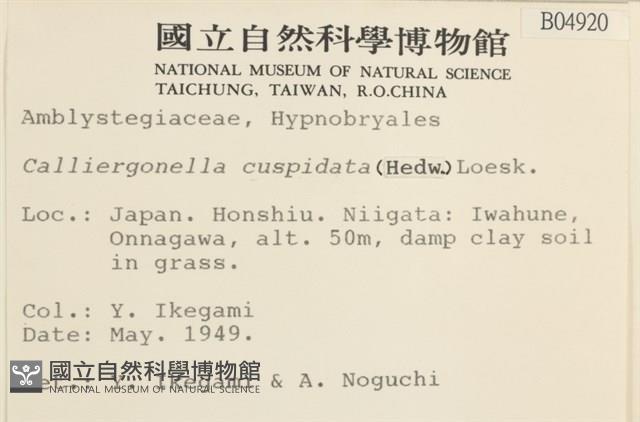 B04920
國立自然科學博物館
NATIONAL MUSEUM OF NATURAL SCIENCE
TAICHUNG, TAIWAN, R.O.CHINA
Amblystegiaceae, Hypnobryales
Calliergonella cuspidata (Hedw.) Loesk.
Loc.: Japan. Honshiu. Niigata: Iwahune,
Onnagawa, alt. 50m, damp clay soil
in grass.
Col.: Y. Ikegami
Date: May. 1949.
國立自然科學博物館
NATIONAL MUSEUM OF NATURAL SCIENCE
Y. Ikegami & A. Noguchi